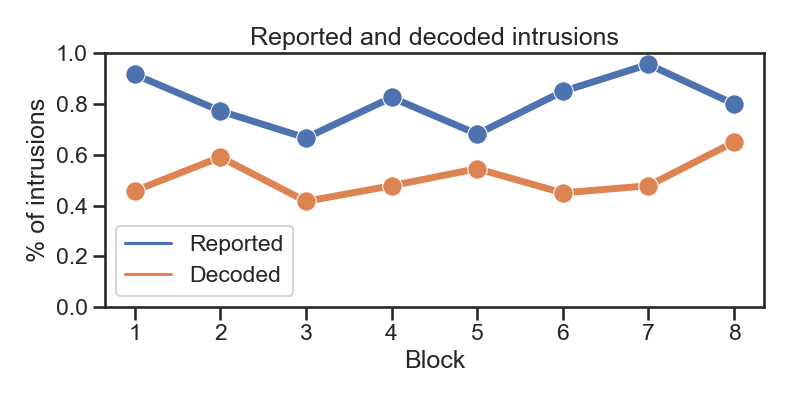 Reported and decoded intrusions
% of intrusions
1.0
0.8
0.6
0.4
0.2
0.0
Reported
Decoded
1 2 3 4 5 6 7 8
Block